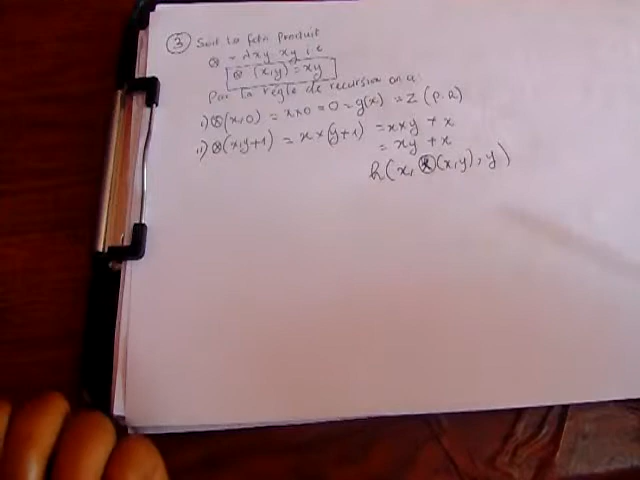 ③ Soit la fctn produit
⊗ = λxy xy i.e
⊗ (x,y) = xy
Par la règle de recursion on a:
i) ⊗(x,0) = x×0 = 0 = g(x) = Z (P.R)
ii) ⊗(x,y+1) = x×(y+1) = x×y + x
= xy + x
h(x, ⊗(x,y), y)